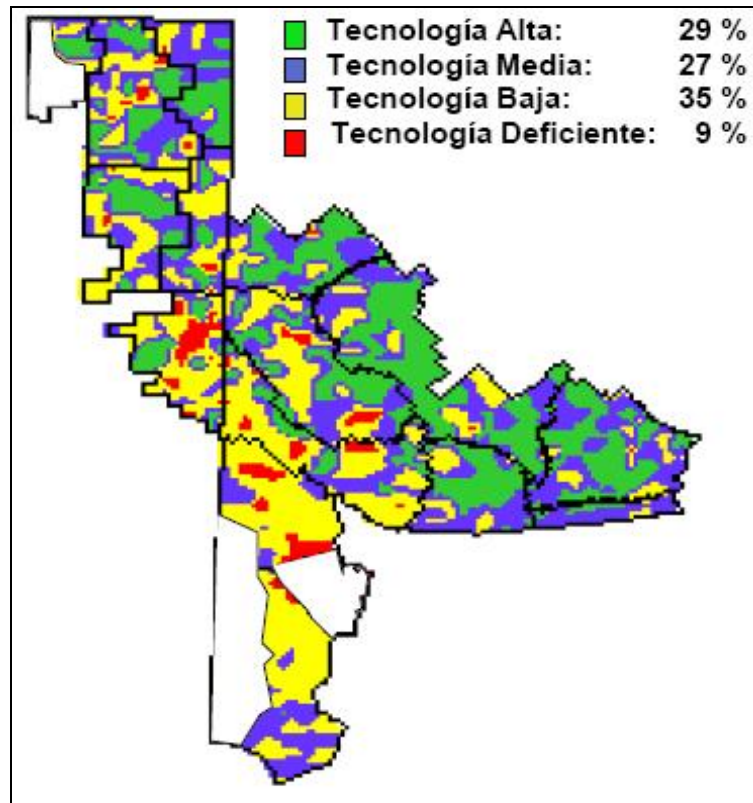 Tecnología Alta: 29 %
Tecnología Media: 27 %
Tecnología Baja: 35 %
Tecnología Deficiente: 9 %